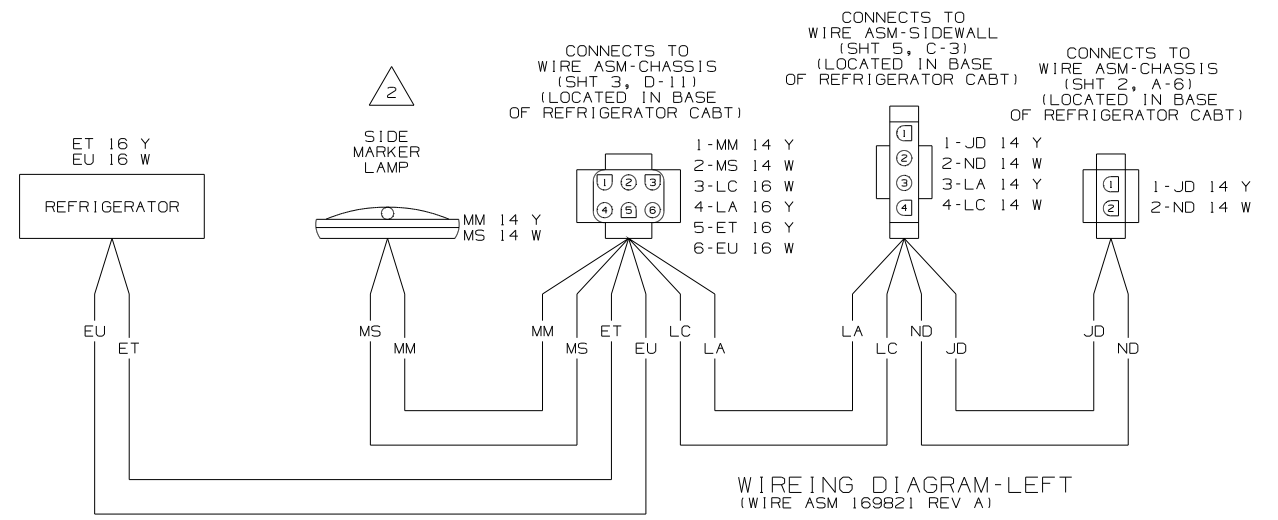 CONNECTS TO
WIRE ASM-SIDEWALL
(SHT 5, C-3)
(LOCATED IN BASE
OF REFRIGERATOR CABT)
CONNECTS TO
WIRE ASM-CHASSIS
(SHT 3, D-11)
(LOCATED IN BASE
OF REFRIGERATOR CABT)
CONNECTS TO
WIRE ASM-CHASSIS
(SHT 2, A-6)
(LOCATED IN BASE
OF REFRIGERATOR CABT)
2
ET 16 Y
EU 16 W
REFRIGERATOR
SIDE
MARKER
LAMP
MM 14 Y
MS 14 W
1 2 3
4 5 6
1-MM 14 Y
2-MS 14 W
3-LC 16 W
4-LA 16 Y
5-ET 16 Y
6-EU 16 W
1
2
3
4
1-JD 14 Y
2-ND 14 W
3-LA 14 Y
4-LC 14 W
1
2
1-JD 14 Y
2-ND 14 W
EU
ET
MS
MM
MM
MS
ET
EU
LC
LA
LA
LC
ND
JD
JD
ND
WIREING DIAGRAM-LEFT
(WIRE ASM 169821 REV A)